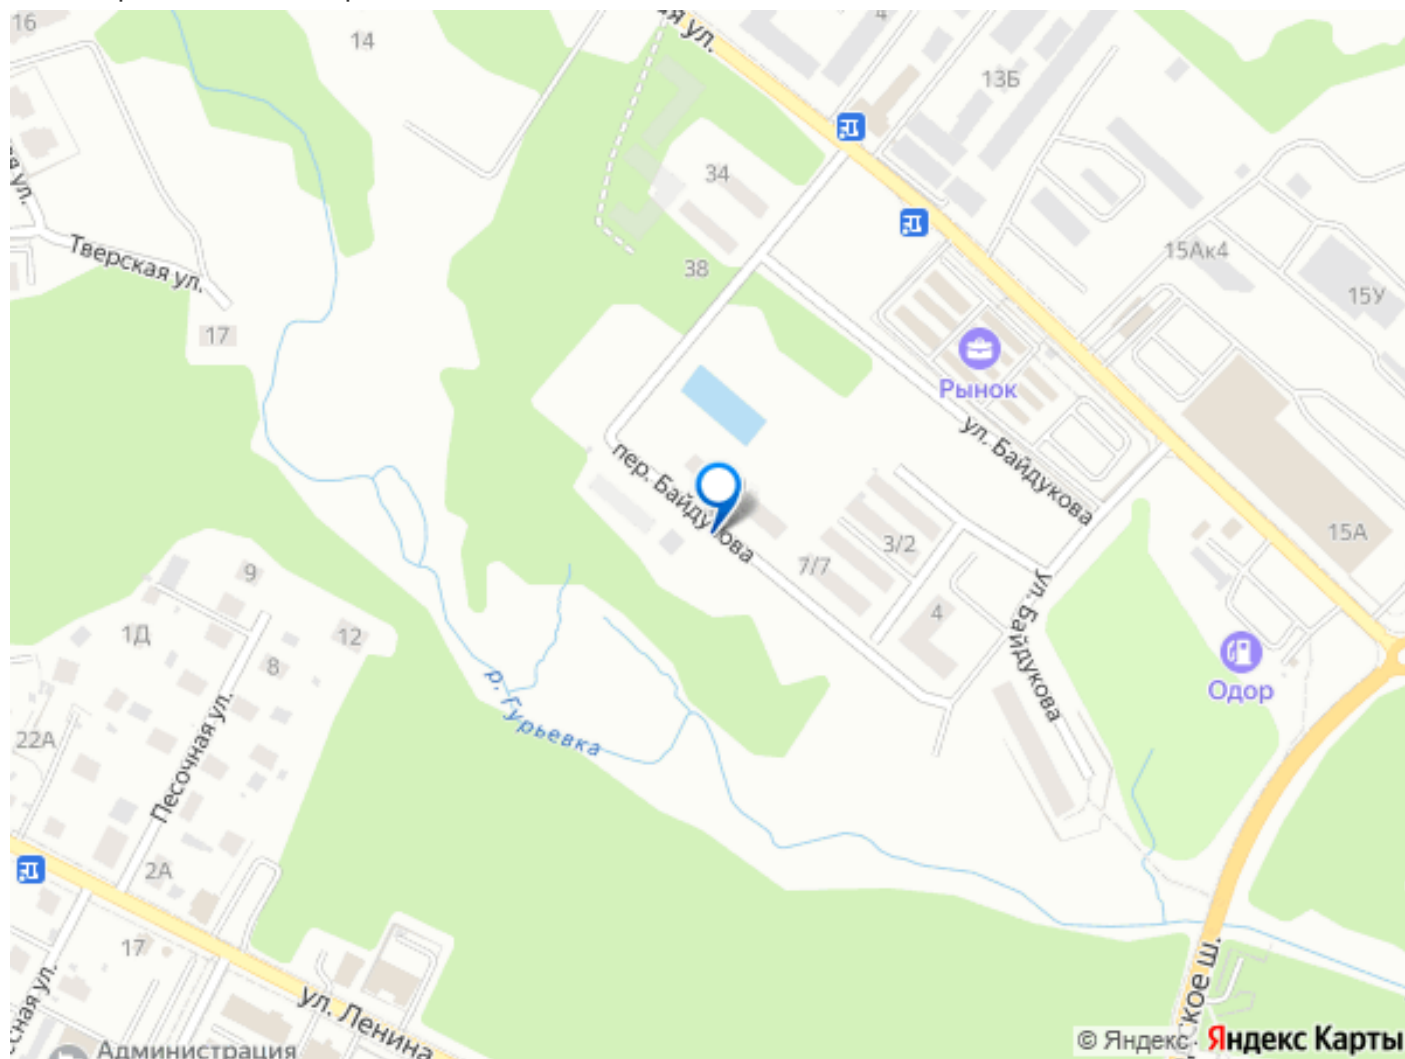 16
14
4
ул.
13Б
34
15Ак4
Тверская ул.
38
15У
17
Рынок
ул. Байдукова
пер. Байдукова
15А
3/2
7/7
9
4
ул. Байдукова
1Д
12
8
Одор
р. Гурьевка
22А
Песочная ул.
2А
17
ул. Ленина
Администрация
© Яндекс
Яндекс Карты